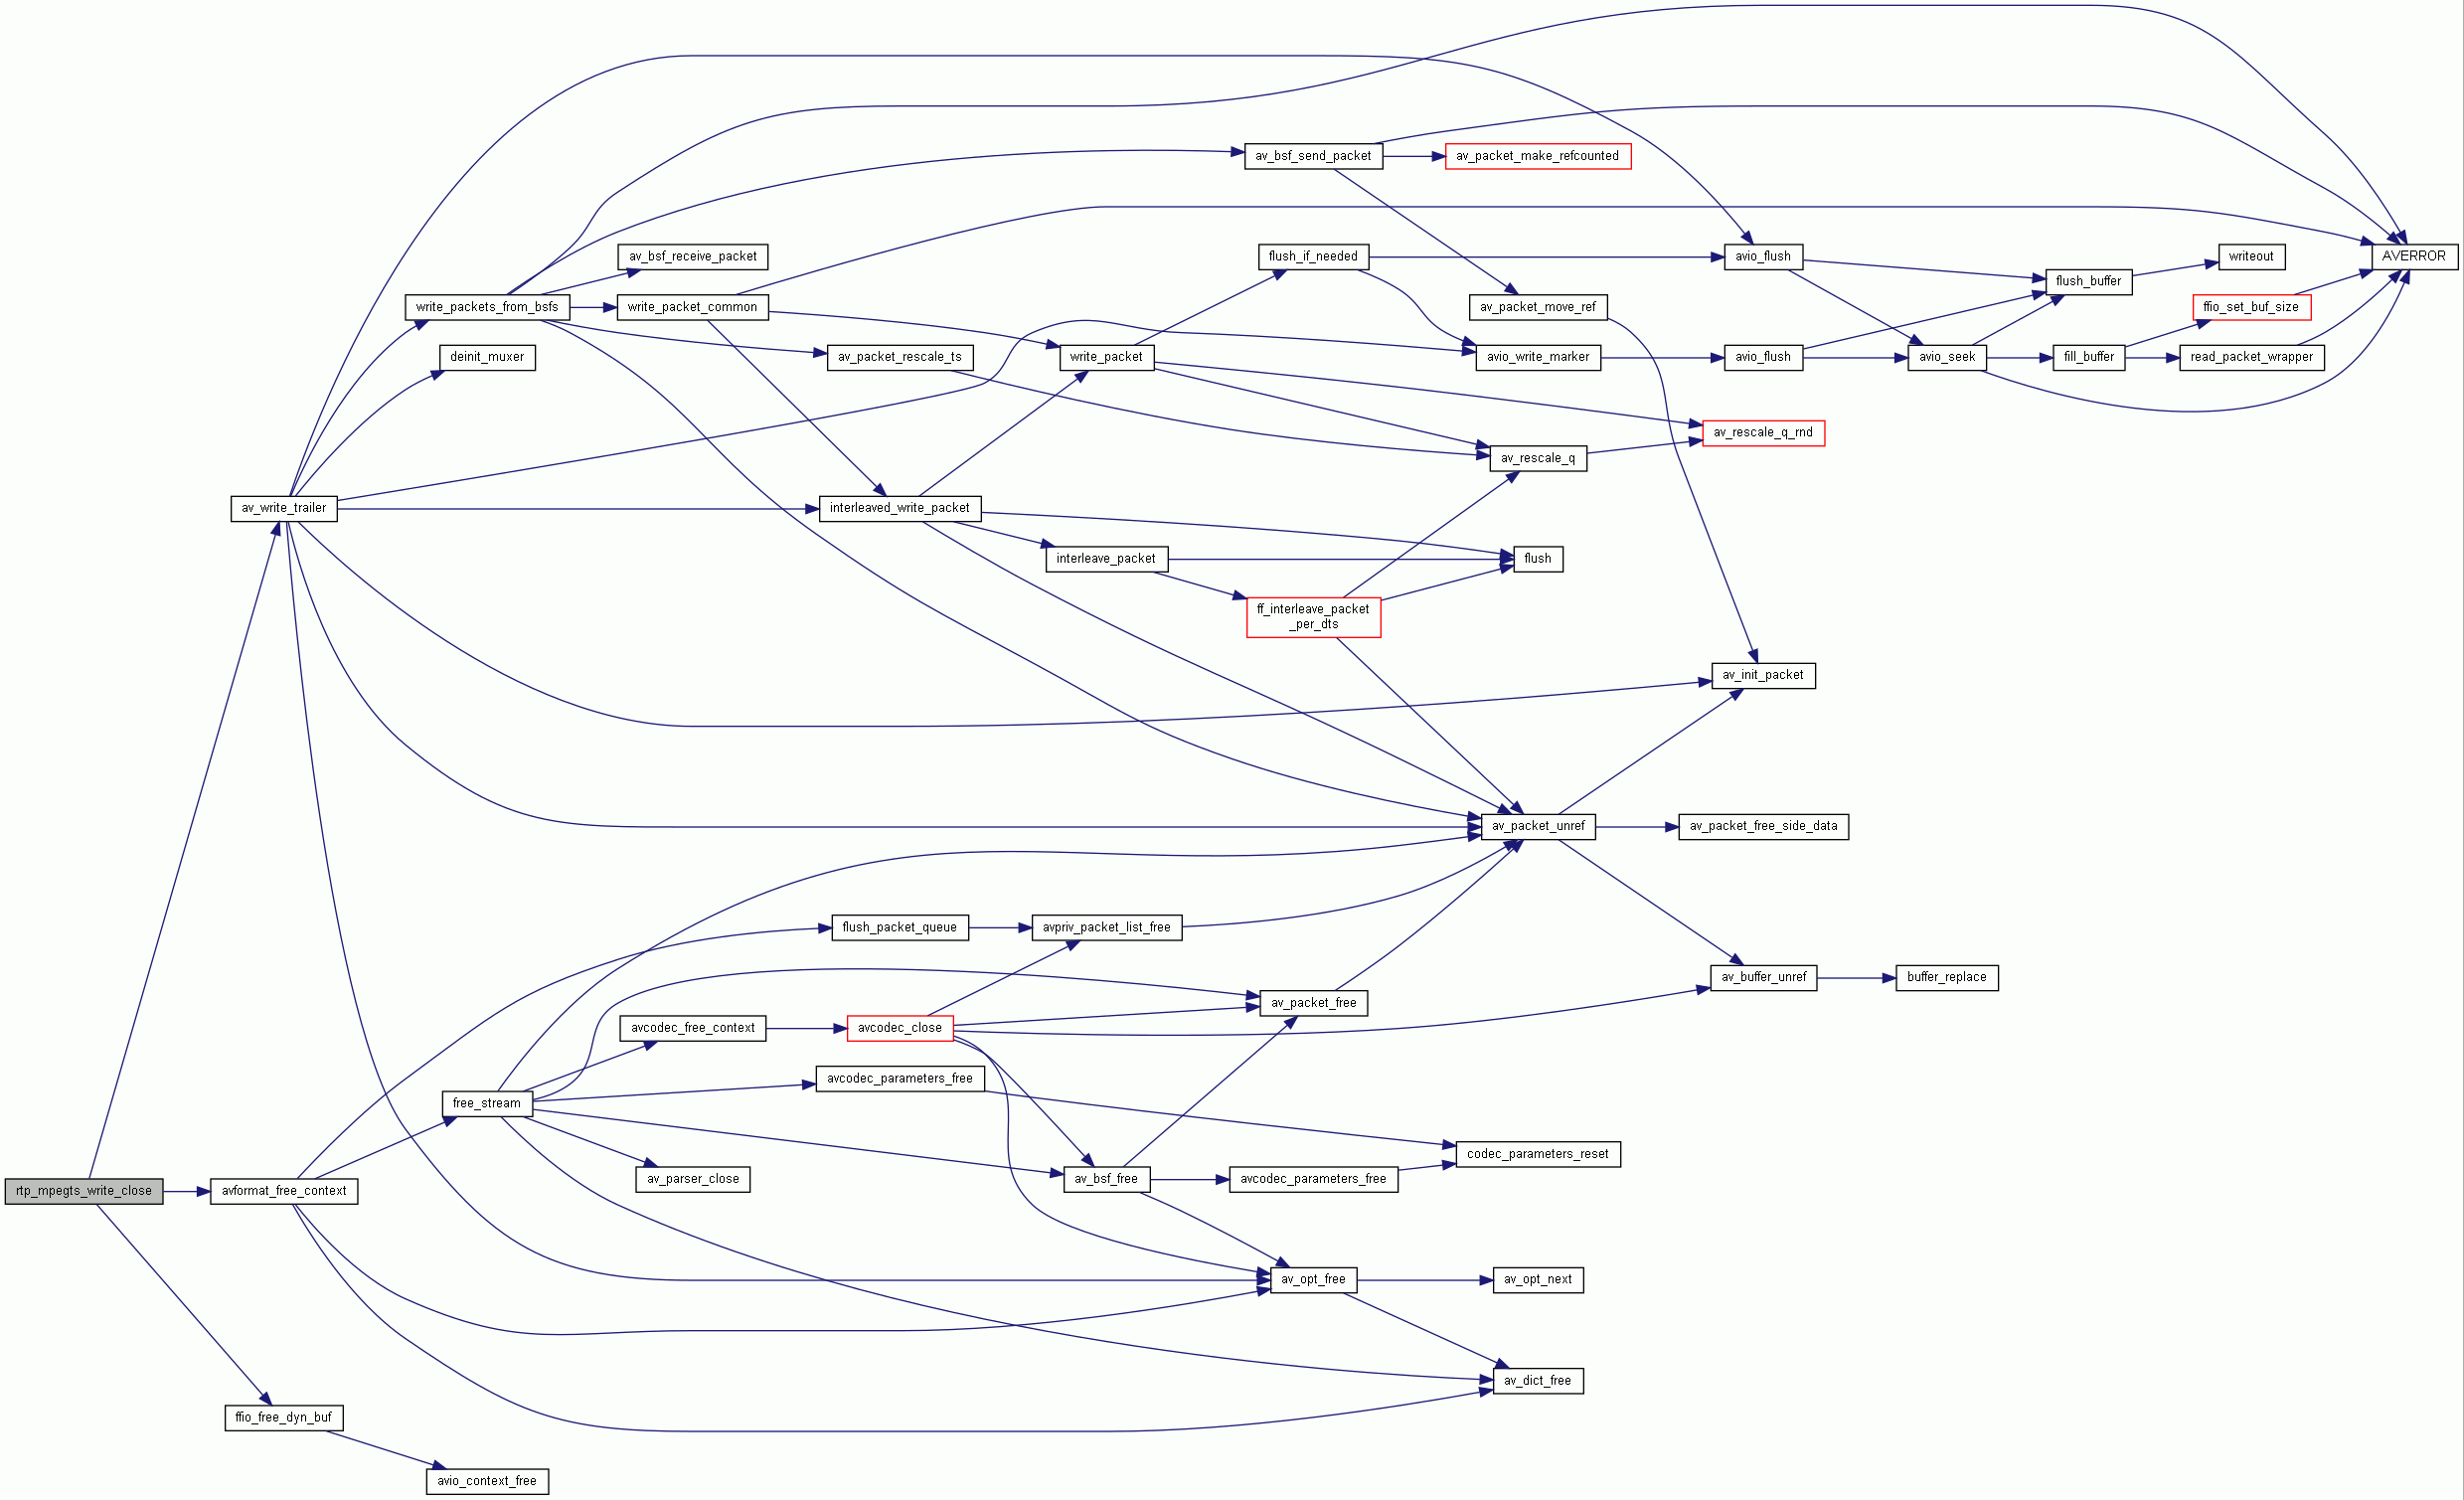 av_bsf_send_packet
av_packet_make_refcounted
av_bsf_receive_packet
flush_if_needed
avio_flush
AVERROR
writeout
flush_buffer
write_packets_from_bsfs
write_packet_common
av_packet_move_ref
ffio_set_buf_size
deinit_muxer
av_packet_rescale_ts
write_packet
avio_write_marker
avio_flush
avio_seek
fill_buffer
read_packet_wrapper
av_rescale_q_rnd
av_rescale_q
av_write_trailer
interleaved_write_packet
interleave_packet
flush
ff_interleave_packet
_per_dts
av_init_packet
av_packet_unref
av_packet_free_side_data
flush_packet_queue
avpriv_packet_list_free
av_buffer_unref
buffer_replace
av_packet_free
avcodec_free_context
avcodec_close
avcodec_parameters_free
free_stream
codec_parameters_reset
av_parser_close
av_bsf_free
avcodec_parameters_free
rtp_mpegts_write_close
avformat_free_context
av_opt_free
av_opt_next
av_dict_free
ffio_free_dyn_buf
avio_context_free